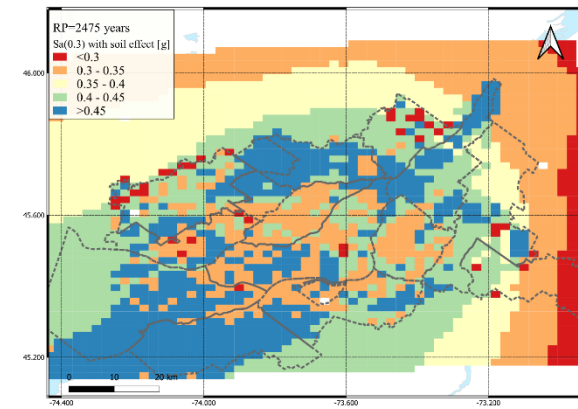 RP=2475 years
Sa(0.3) with soil effect [g]
<0.3
0.3 - 0.35
0.35 - 0.4
0.4 - 0.45
>0.45
46.000
45.600
45.200
0 10 20 km
-74.400 -74.000 -73.600 -73.200